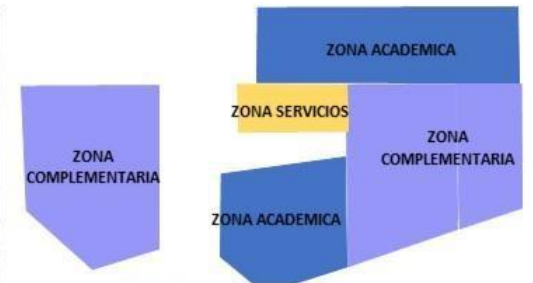 ZONA ACADEMICA
ZONA SERVICIOS
ZONA
COMPLEMENTARIA
ZONA
COMPLEMENTARIA
ZONA ACADEMICA